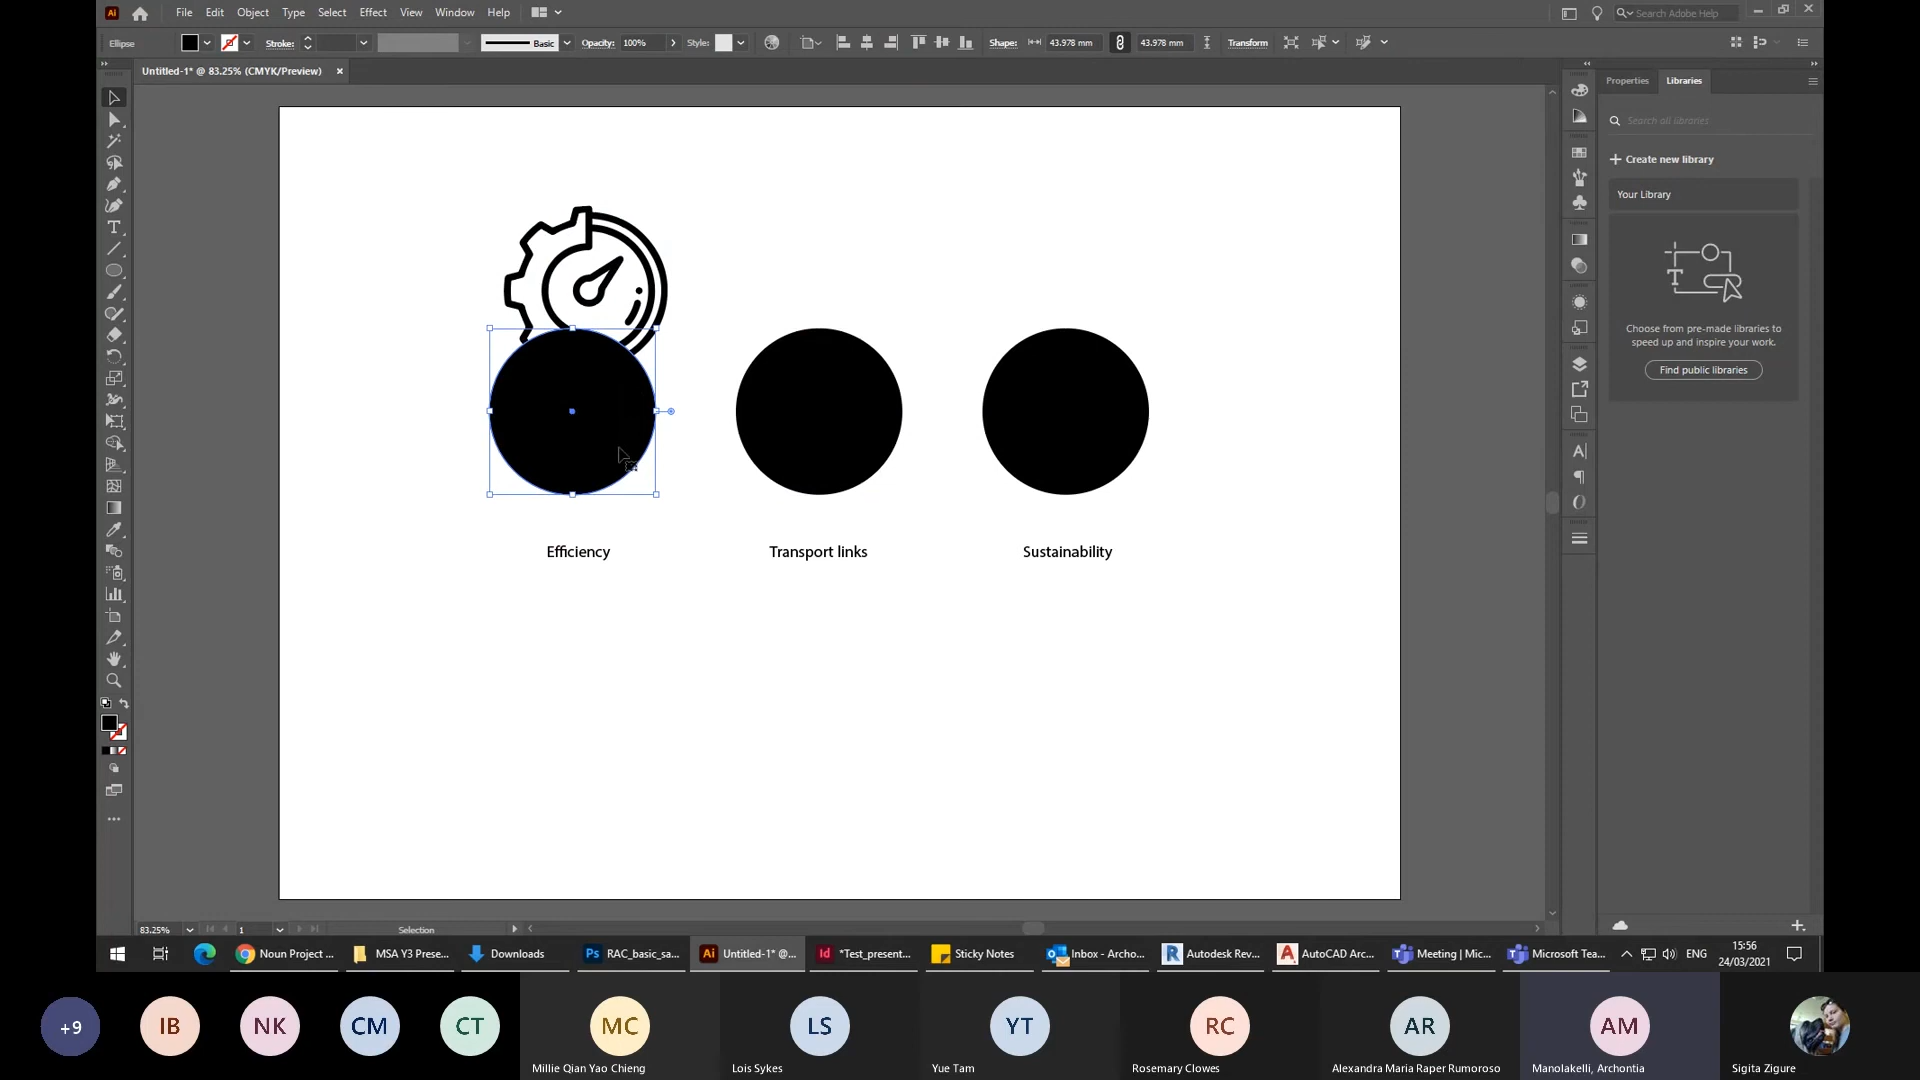 Ai File Edit Object Type Select Effect View Window Help Search Adobe Help
Ellipse Stroke: Basic Opacity: 100% Style: Shape: 43.978 mm 43.978 mm Transform
Untitled-1* @ 83.25% (CMYK/Preview) ×
Properties Libraries
Search all libraries
Create new library
Your Library
Choose from pre-made libraries to
speed up and inspire your work.
Find public libraries
Efficiency Transport links Sustainability
83.25% 1 Selection
Noun Project ... MSA Y3 Prese... Downloads Ps RAC_basic_sa... Ai Untitled-1* @... Id *Test_present... Sticky Notes Inbox - Archo... R Autodesk Rev... A AutoCAD Arc... Meeting | Mic... Microsoft Tea... ENG 15:56
24/03/2021
+9 IB NK CM CT MC LS YT RC AR AM
Millie Qian Yao Chieng Lois Sykes Yue Tam Rosemary Clowes Alexandra Maria Raper Rumoroso Manolakelli, Archontia Sigita Zigure